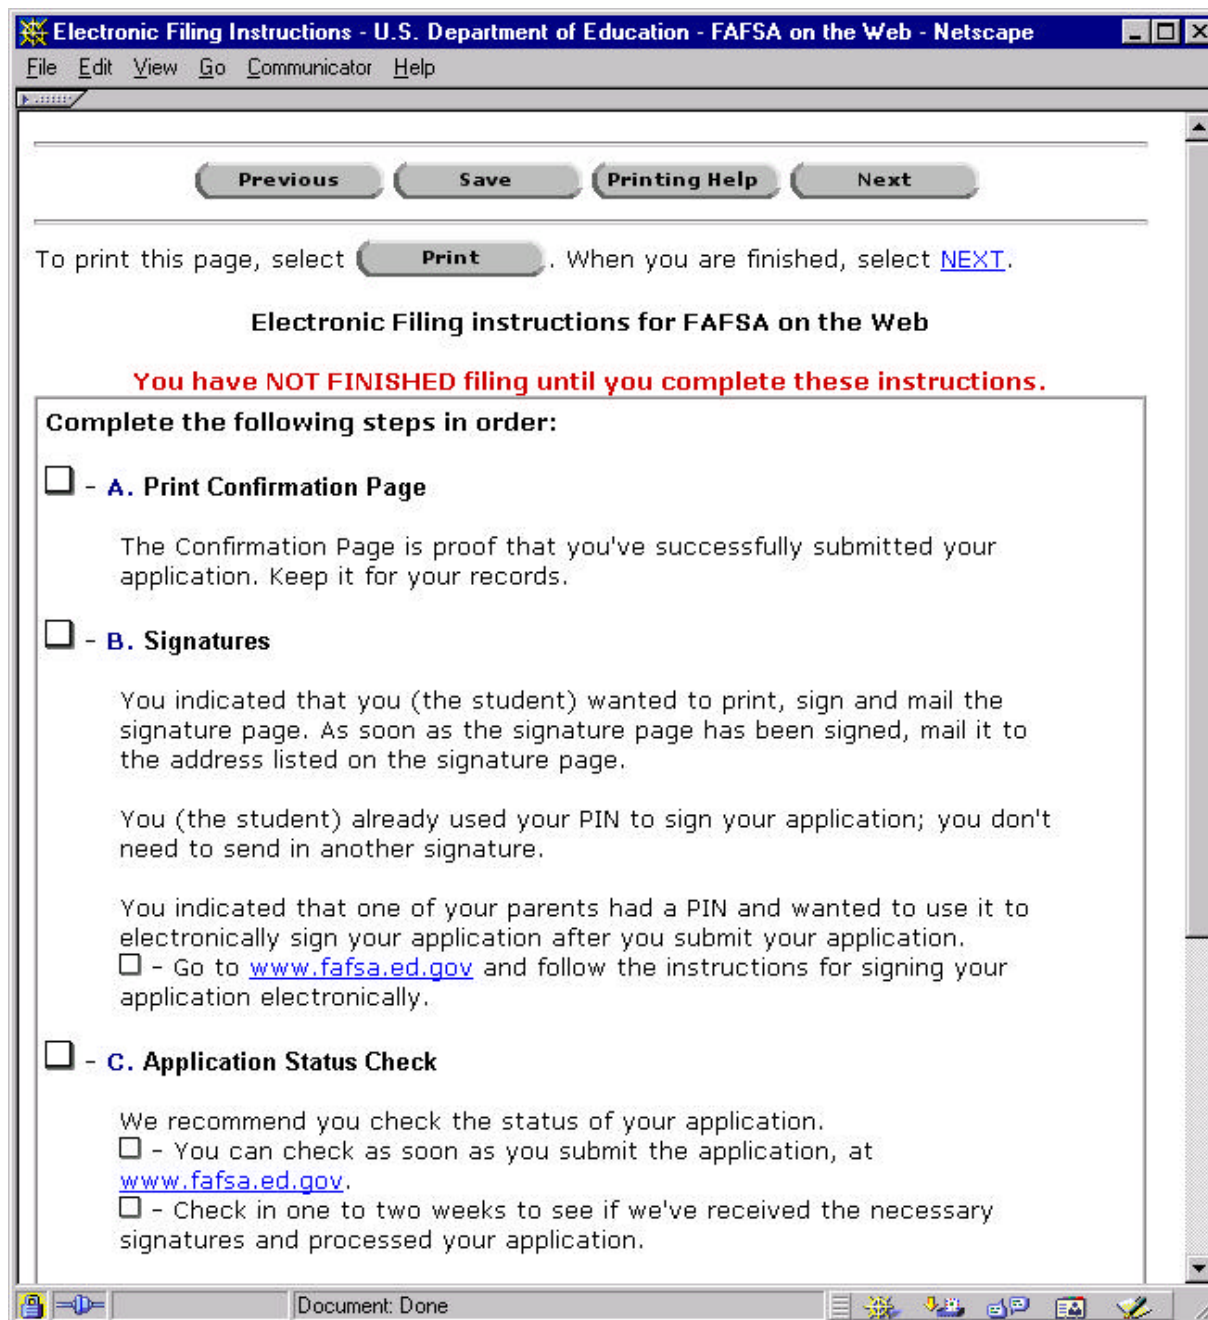 Electronic Filing Instructions - U.S. Department of Education - FAFSA on the Web - Netscape
File Edit View Go Communicator Help
Previous Save Printing Help Next
To print this page, select Print . When you are finished, select NEXT.
Electronic Filing instructions for FAFSA on the Web
You have NOT FINISHED filing until you complete these instructions.
Complete the following steps in order:
- A. Print Confirmation Page
The Confirmation Page is proof that you've successfully submitted your
application. Keep it for your records.
- B. Signatures
You indicated that you (the student) wanted to print, sign and mail the
signature page. As soon as the signature page has been signed, mail it to
the address listed on the signature page.
You (the student) already used your PIN to sign your application; you don't
need to send in another signature.
You indicated that one of your parents had a PIN and wanted to use it to
electronically sign your application after you submit your application.
- Go to www.fafsa.ed.gov and follow the instructions for signing your
application electronically.
- C. Application Status Check
We recommend you check the status of your application.
- You can check as soon as you submit the application, at
www.fafsa.ed.gov.
- Check in one to two weeks to see if we've received the necessary
signatures and processed your application.
Document: Done